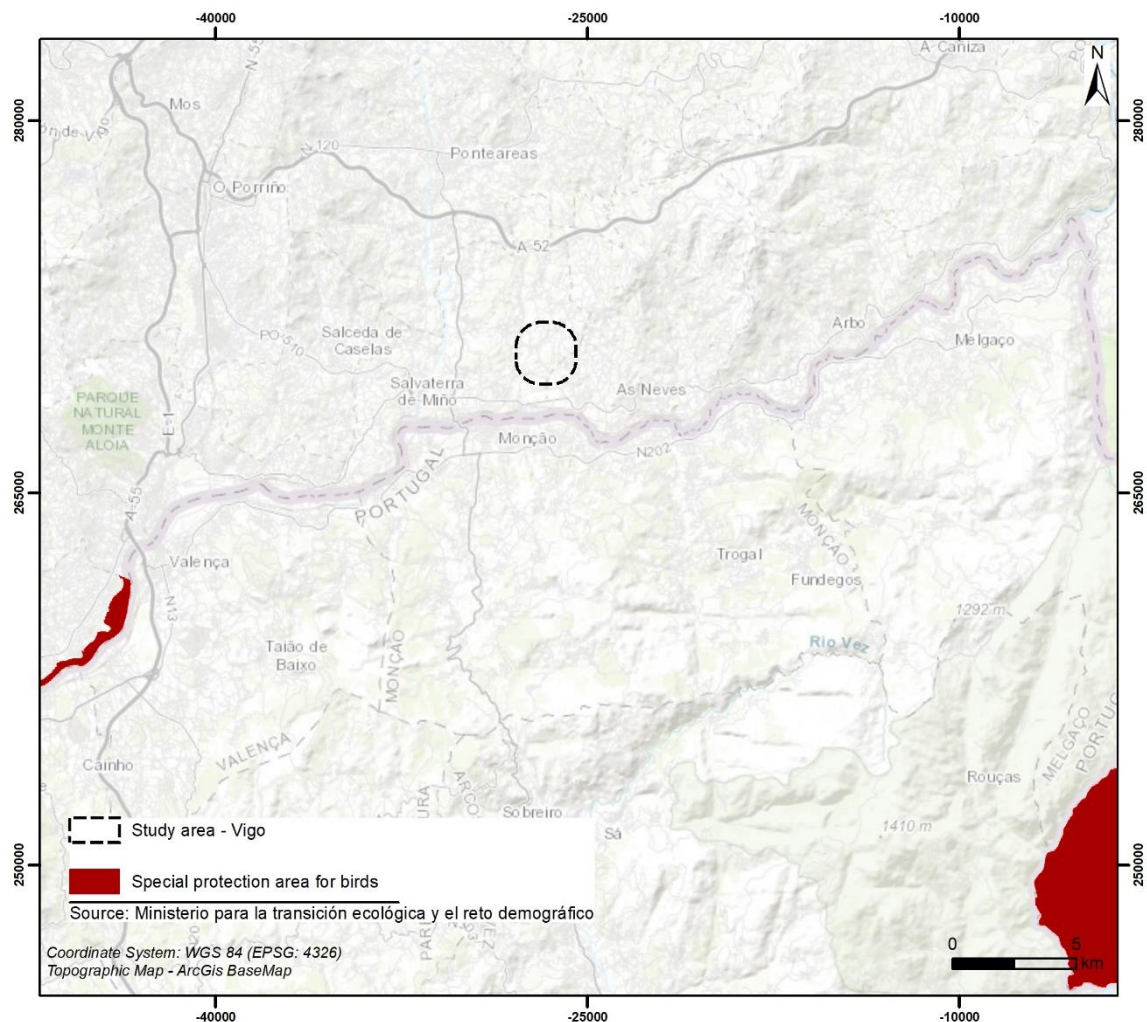 -40000
-25000
-10000
A Cañiza
N
N-55
Mos
280000
280000
N 120
Ponteareas
O Porriño
A-52
PO-510
Salceda de
Caselas
Arbo
Melgaço
Salvaterra
de Miño
As Neves
PARQUE
NATURAL
MONTE
ALOIA
E-1
Monção
N202
265000
265000
A-55
PORTUGAL
MONÇÃO
Valença
Trogal
Fundegos
N13
1292 m
Taião de
Baixo
MONÇÃO
Rio Vez
VALENÇA
MELGAÇO
Cainho
Rouças
Sobreiro
Sá
1410 m
250000
250000
Study area - Vigo
Special protection area for birds
Source: Ministerio para la transición ecológica y el reto demográfico
0
5
km
Coordinate System: WGS 84 (EPSG: 4326)
Topographic Map - ArcGis BaseMap
-40000
-25000
-10000